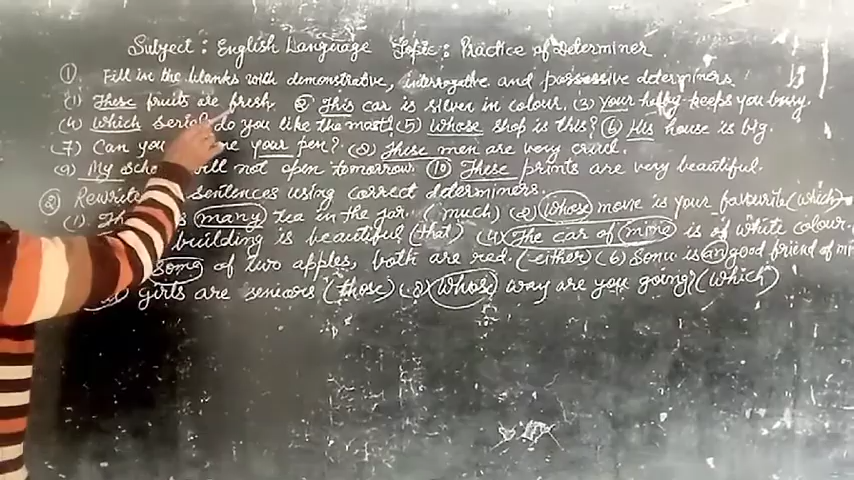 Subject : English Language Topic : Practice of Determiner
① Fill in the blanks with demonstrative, interrogative and possessive determiners.
(1) These fruits are fresh. ② This car is silver in colour. (3) your hobby keeps you busy.
(4) Which serial do you like the most! (5) Whose shop is this? ⑥ His house is big.
(7) Can you me your pen? (8) These men are very cruel.
(9) My will not open tomorrow. (10) These prints are very beautiful.
② Rewrite sentences using correct determiners.
(1) many tea in the jar. (much) (2) Whose movie is your favourite (which)
building is beautiful (that) (4) The car of mine is of white colour.
Some of two apples, both are red. (either) (6) Sonu is an good friend of
girls are seniors (those) (8) Whose way are you going? (which)